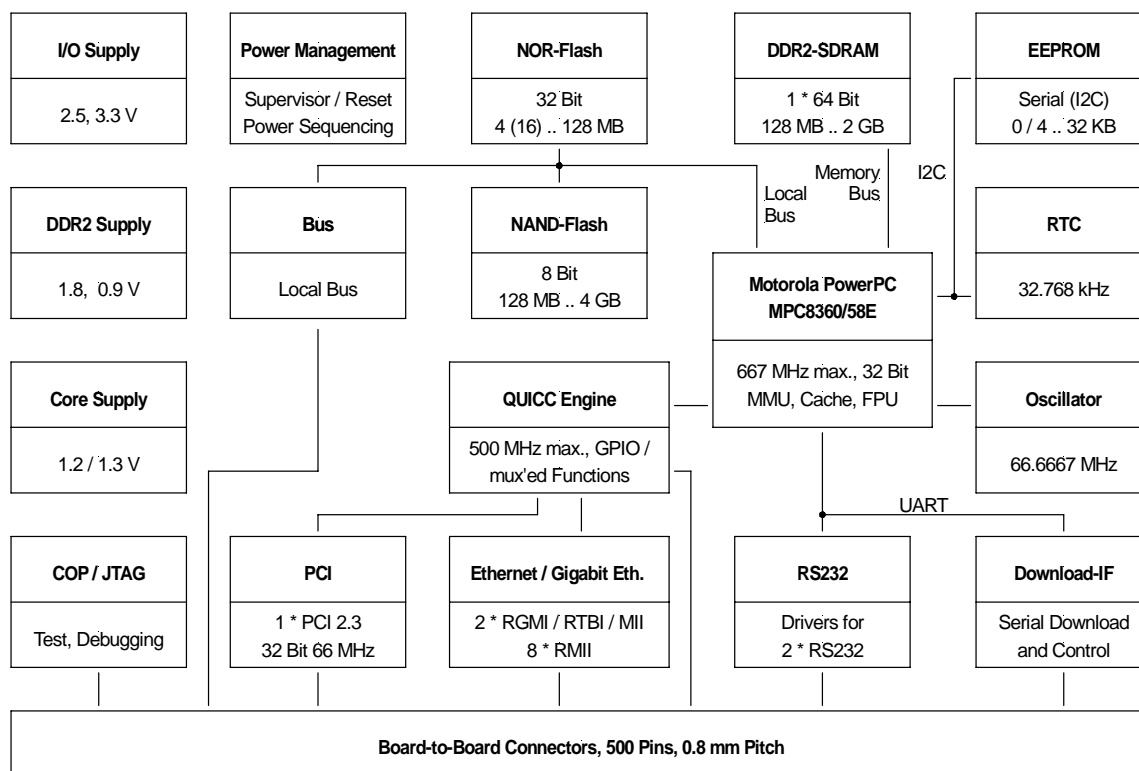 I/O Supply
2.5, 3.3 V
Power Management
Supervisor / Reset
Power Sequencing
NOR-Flash
32 Bit
4 (16) .. 128 MB
DDR2-SDRAM
1 * 64 Bit
128 MB .. 2 GB
EEPROM
Serial (I2C)
0 / 4 .. 32 KB
Local
Bus
Memory
Bus
I2C
DDR2 Supply
1.8, 0.9 V
Bus
Local Bus
NAND-Flash
8 Bit
128 MB .. 4 GB
Motorola PowerPC
MPC8360/58E
667 MHz max., 32 Bit
MMU, Cache, FPU
RTC
32.768 kHz
Core Supply
1.2 / 1.3 V
QUICC Engine
500 MHz max., GPIO /
mux'ed Functions
Oscillator
66.6667 MHz
UART
COP / JTAG
Test, Debugging
PCI
1 * PCI 2.3
32 Bit 66 MHz
Ethernet / Gigabit Eth.
2 * RGMI / RTBI / MII
8 * RMII
RS232
Drivers for
2 * RS232
Download-IF
Serial Download
and Control
Board-to-Board Connectors, 500 Pins, 0.8 mm Pitch